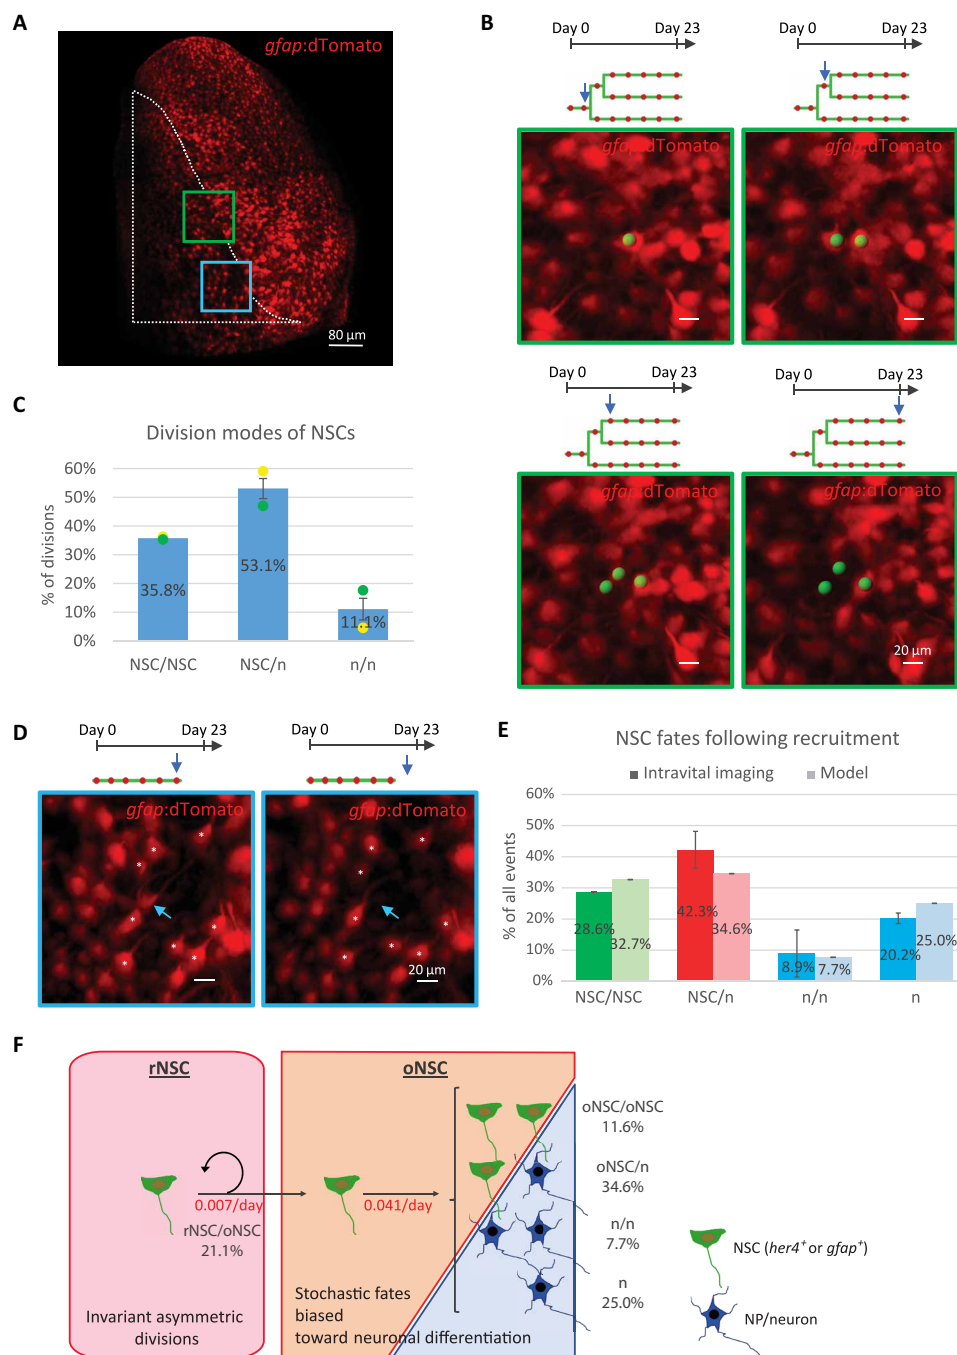 A
gfap:dTomato
80 µm
B
Day 0 Day 23
Day 0 Day 23
gfap:dTomato
gfap:dTomato
Day 0 Day 23
Day 0 Day 23
gfap:dTomato
gfap:dTomato
20 µm
C
Division modes of NSCs
% of divisions
60%
50%
40%
30%
20%
10%
0%
35.8%
53.1%
11.1%
NSC/NSC NSC/n n/n
D
Day 0 Day 23
Day 0 Day 23
gfap:dTomato
* * * * * * * *
gfap:dTomato
* * * * * * * *
20 µm
E
NSC fates following recruitment
Intravital imaging Model
% of all events
60%
50%
40%
30%
20%
10%
0%
28.6% 32.7%
42.3% 34.6%
8.9% 7.7%
20.2% 25.0%
NSC/NSC NSC/n n/n n
F
rNSC
0.007/day
rNSC/oNSC
21.1%
Invariant asymmetric
divisions
oNSC
0.041/day
Stochastic fates
biased
toward neuronal differentiation
oNSC/oNSC
11.6%
oNSC/n
34.6%
n/n
7.7%
n
25.0%
NSC (her4⁺ or gfap⁺)
NP/neuron